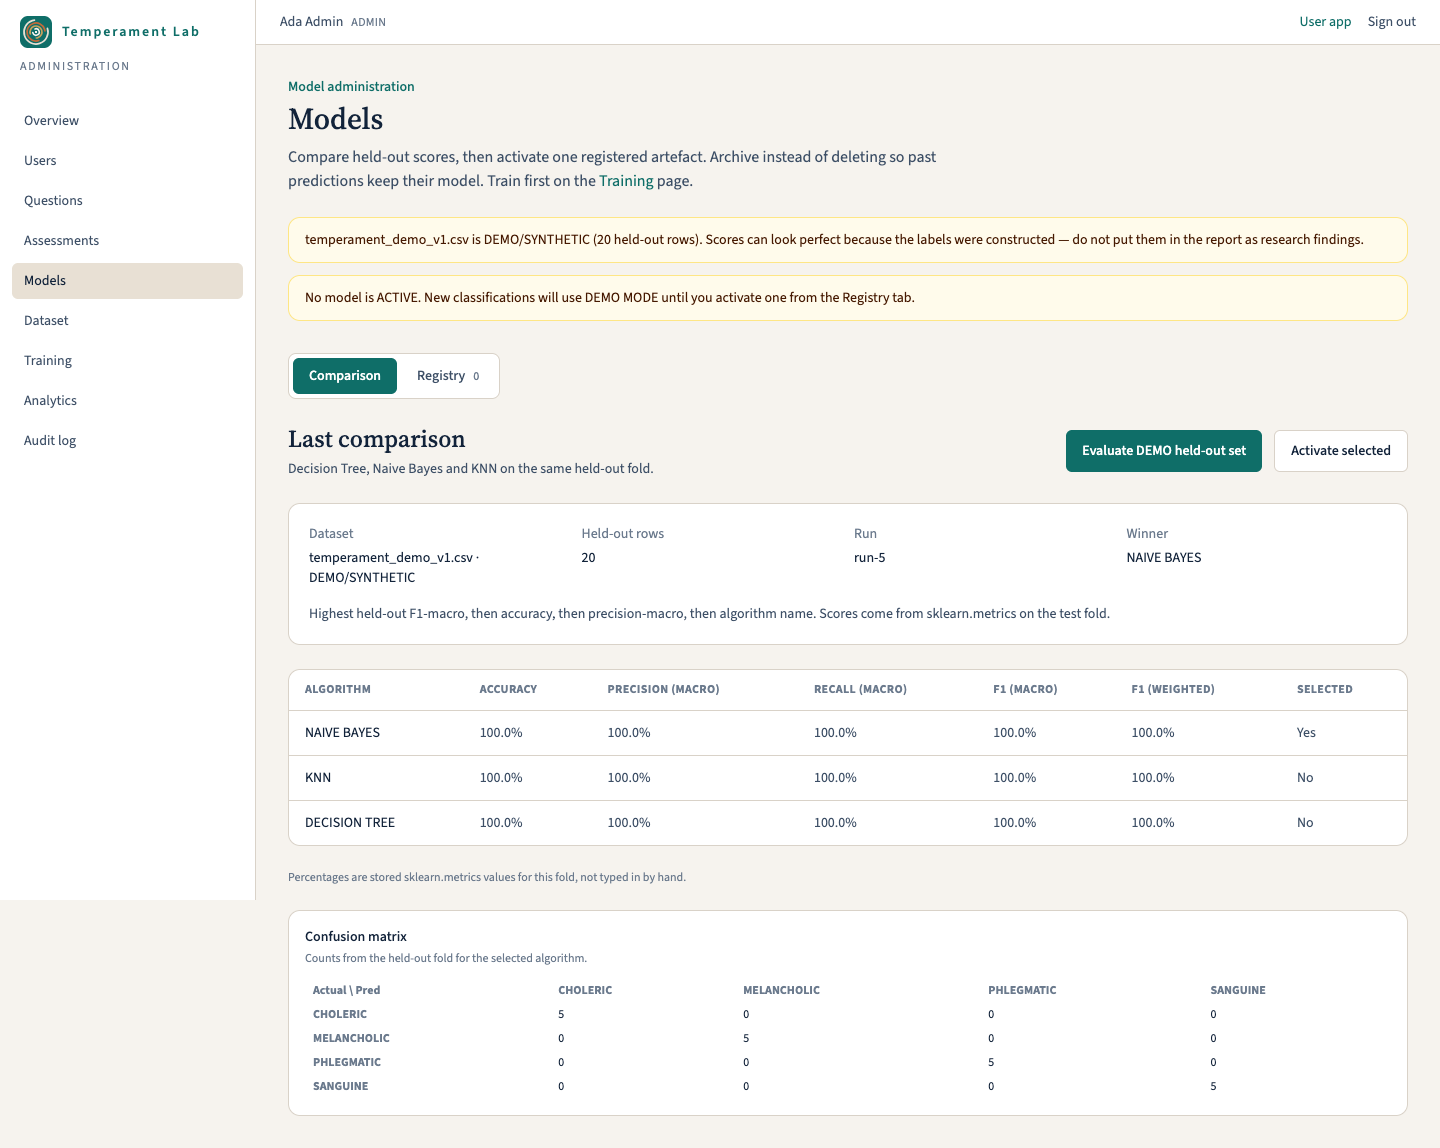 Temperament Lab
ADMINISTRATION
Overview
Users
Questions
Assessments
Models
Dataset
Training
Analytics
Audit log
Ada Admin ADMIN
User app Sign out
Model administration
Models
Compare held-out scores, then activate one registered artefact. Archive instead of deleting so past
predictions keep their model. Train first on the Training page.
temperament_demo_v1.csv is DEMO/SYNTHETIC (20 held-out rows). Scores can look perfect because the labels were constructed — do not put them in the report as research findings.
No model is ACTIVE. New classifications will use DEMO MODE until you activate one from the Registry tab.
Comparison Registry 0
Last comparison
Decision Tree, Naive Bayes and KNN on the same held-out fold.
Evaluate DEMO held-out set Activate selected
Dataset Held-out rows Run Winner
temperament_demo_v1.csv · 20 run-5 NAIVE BAYES
DEMO/SYNTHETIC
Highest held-out F1-macro, then accuracy, then precision-macro, then algorithm name. Scores come from sklearn.metrics on the test fold.
ALGORITHM ACCURACY PRECISION (MACRO) RECALL (MACRO) F1 (MACRO) F1 (WEIGHTED) SELECTED
NAIVE BAYES 100.0% 100.0% 100.0% 100.0% 100.0% Yes
KNN 100.0% 100.0% 100.0% 100.0% 100.0% No
DECISION TREE 100.0% 100.0% 100.0% 100.0% 100.0% No
Percentages are stored sklearn.metrics values for this fold, not typed in by hand.
Confusion matrix
Counts from the held-out fold for the selected algorithm.
Actual \ Pred CHOLERIC MELANCHOLIC PHLEGMATIC SANGUINE
CHOLERIC 5 0 0 0
MELANCHOLIC 0 5 0 0
PHLEGMATIC 0 0 5 0
SANGUINE 0 0 0 5